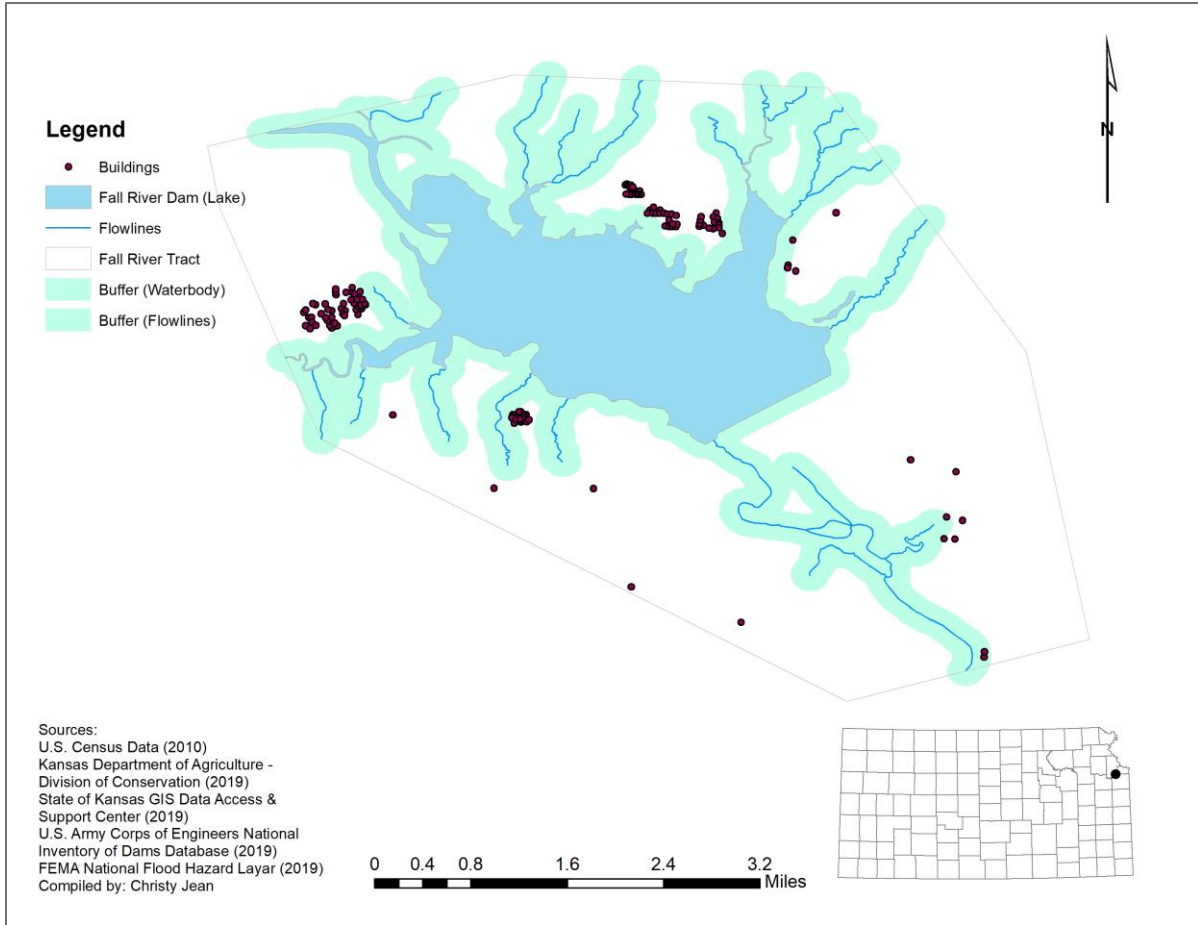 N
Legend
Buildings
Fall River Dam (Lake)
Flowlines
Fall River Tract
Buffer (Waterbody)
Buffer (Flowlines)
Sources:
U.S. Census Data (2010)
Kansas Department of Agriculture -
Division of Conservation (2019)
State of Kansas GIS Data Access &
Support Center (2019)
U.S. Army Corps of Engineers National
Inventory of Dams Database (2019)
FEMA National Flood Hazard Layar (2019)
Compiled by: Christy Jean
0 0.4 0.8 1.6 2.4 3.2
Miles